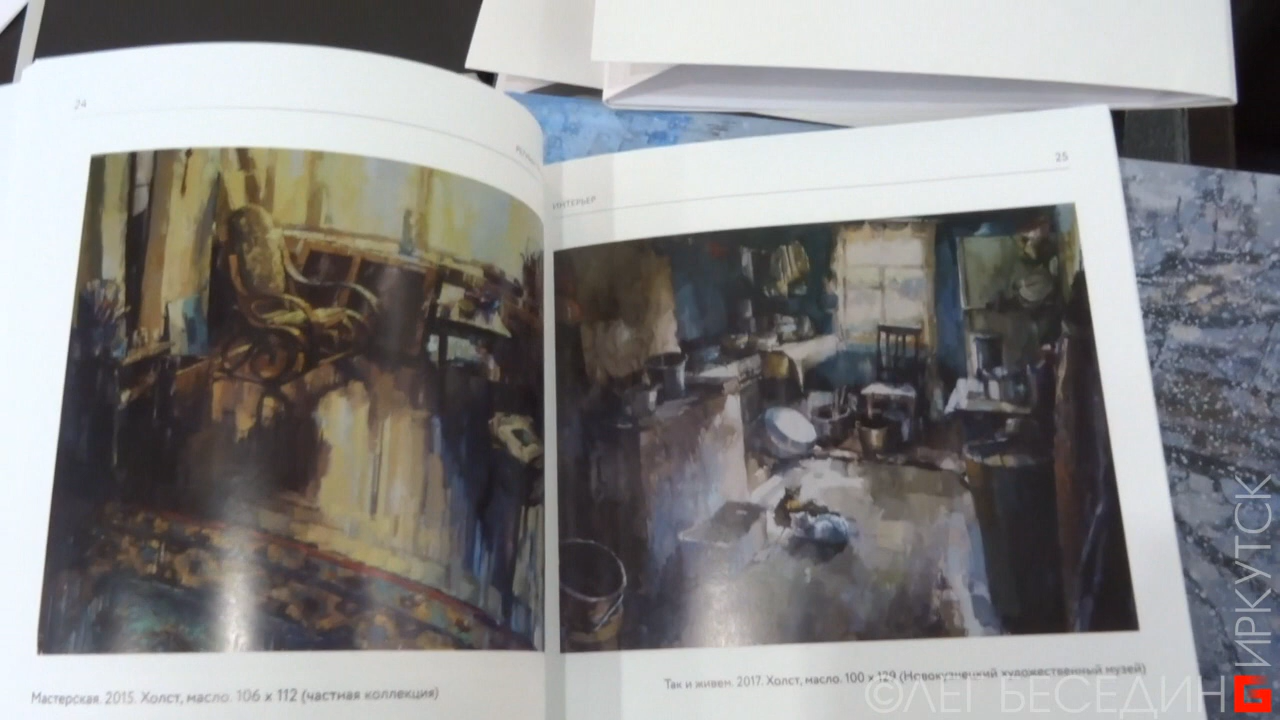 24
25
ИНТЕРЬЕР
Мастерская. 2015. Холст, масло. 106 х 112 (частная коллекция)
Так и живем. 2017. Холст, масло. 100 х 129 (Новокузнецкий художественный музей)
©ЛЕГ БЕСЕДИН
ИРКУТСК